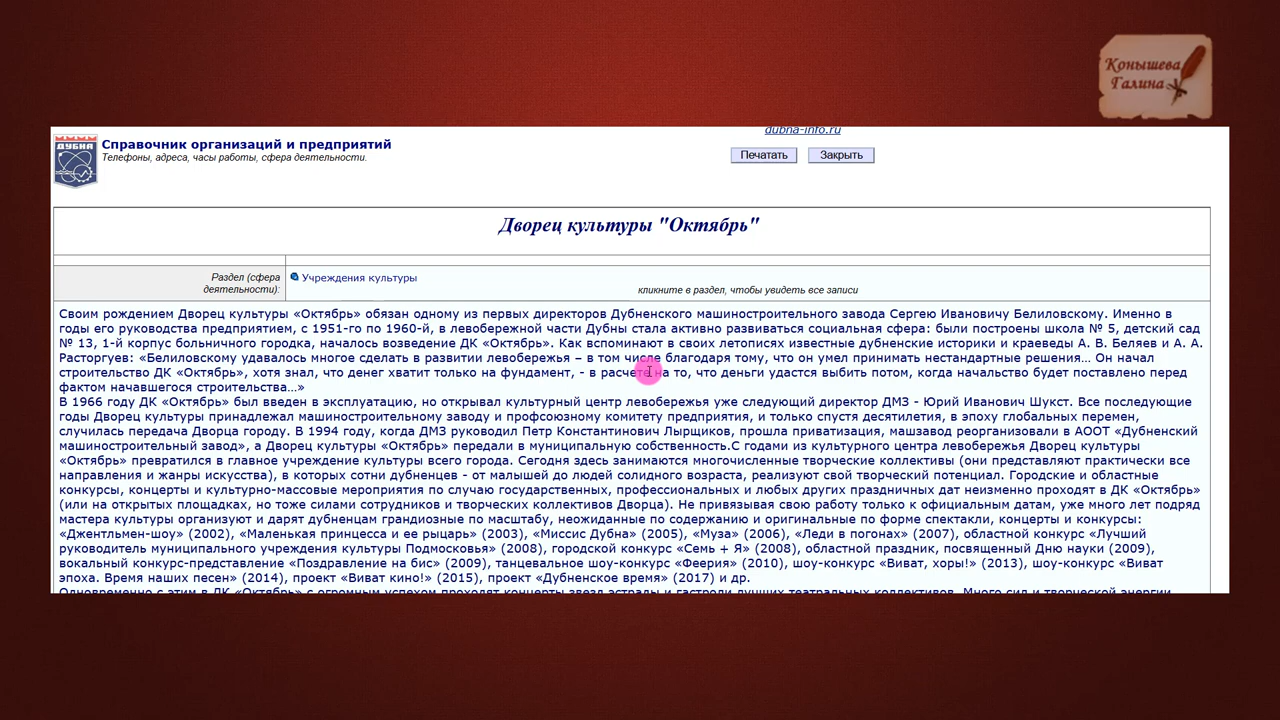 Конышева
Галина
dubna-info.ru
ДУБНА
Справочник организаций и предприятий
Телефоны, адреса, часы работы, сфера деятельности.
Печатать Закрыть
Дворец культуры "Октябрь"
Раздел (сфера
деятельности):
Учреждения культуры
кликните в раздел, чтобы увидеть все записи
Своим рождением Дворец культуры «Октябрь» обязан одному из первых директоров Дубненского машиностроительного завода Сергею Ивановичу Белиловскому. Именно в
годы его руководства предприятием, с 1951-го по 1960-й, в левобережной части Дубны стала активно развиваться социальная сфера: были построены школа № 5, детский сад
№ 13, 1-й корпус больничного городка, началось возведение ДК «Октябрь». Как вспоминают в своих летописях известные дубненские историки и краеведы А. В. Беляев и А. А.
Расторгуев: «Белиловскому удавалось многое сделать в развитии левобережья – в том числе благодаря тому, что он умел принимать нестандартные решения… Он начал
строительство ДК «Октябрь», хотя знал, что денег хватит только на фундамент, - в расчете на то, что деньги удастся выбить потом, когда начальство будет поставлено перед
фактом начавшегося строительства…»
В 1966 году ДК «Октябрь» был введен в эксплуатацию, но открывал культурный центр левобережья уже следующий директор ДМЗ - Юрий Иванович Шукст. Все последующие
годы Дворец культуры принадлежал машиностроительному заводу и профсоюзному комитету предприятия, и только спустя десятилетия, в эпоху глобальных перемен,
случилась передача Дворца городу. В 1994 году, когда ДМЗ руководил Петр Константинович Лырщиков, прошла приватизация, машзавод реорганизовали в АООТ «Дубненский
машиностроительный завод», а Дворец культуры «Октябрь» передали в муниципальную собственность.С годами из культурного центра левобережья Дворец культуры
«Октябрь» превратился в главное учреждение культуры всего города. Сегодня здесь занимаются многочисленные творческие коллективы (они представляют практически все
направления и жанры искусства), в которых сотни дубненцев - от малышей до людей солидного возраста, реализуют свой творческий потенциал. Городские и областные
конкурсы, концерты и культурно-массовые мероприятия по случаю государственных, профессиональных и любых других праздничных дат неизменно проходят в ДК «Октябрь»
(или на открытых площадках, но тоже силами сотрудников и творческих коллективов Дворца). Не привязывая свою работу только к официальным датам, уже много лет подряд
мастера культуры организуют и дарят дубненцам грандиозные по масштабу, неожиданные по содержанию и оригинальные по форме спектакли, концерты и конкурсы:
«Джентльмен-шоу» (2002), «Маленькая принцесса и ее рыцарь» (2003), «Миссис Дубна» (2005), «Муза» (2006), «Леди в погонах» (2007), областной конкурс «Лучший
руководитель муниципального учреждения культуры Подмосковья» (2008), городской конкурс «Семь + Я» (2008), областной праздник, посвященный Дню науки (2009),
вокальный конкурс-представление «Поздравление на бис» (2009), танцевальное шоу-конкурс «Феерия» (2010), шоу-конкурс «Виват, хоры!» (2013), шоу-конкурс «Виват
эпоха. Время наших песен» (2014), проект «Виват кино!» (2015), проект «Дубненское время» (2017) и др.
Одновременно с этим в ДК «Октябрь» с огромным успехом проходят концерты звезд эстрады и гастроли лучших театральных коллективов. Много сил и творческой энергии